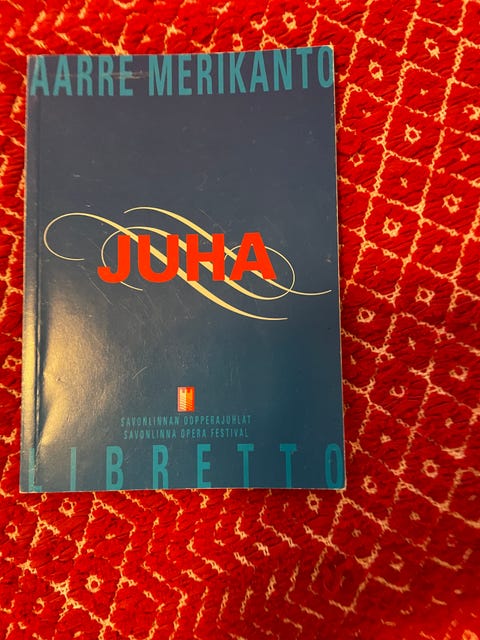 AARRE MERIKANTO
JUHA
SAVONLINNAN OOPPERAJUHLAT
SAVONLINNA OPERA FESTIVAL
LIBRETTO